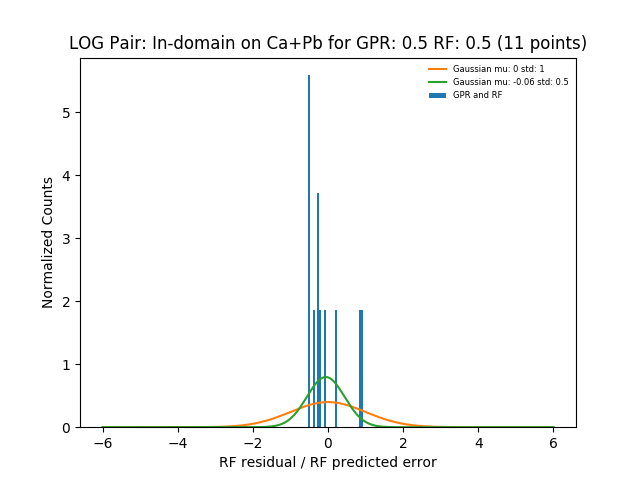 LOG Pair: In-domain on Ca+Pb for GPR: 0.5 RF: 0.5 (11 points)
Gaussian mu: 0 std: 1
Gaussian mu: -0.06 std: 0.5
GPR and RF
Normalized Counts
5
4
3
2
1
0
−6
−4
−2
0
2
4
6
RF residual / RF predicted error